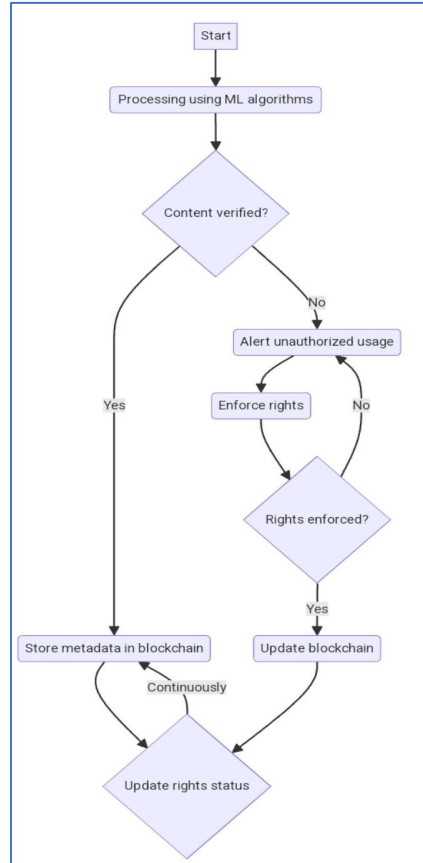 Start
Processing using ML algorithms
Content verified?
No
Alert unauthorized usage
Yes
Enforce rights
No
Rights enforced?
Yes
Store metadata in blockchain
Update blockchain
Continuously
Update rights status